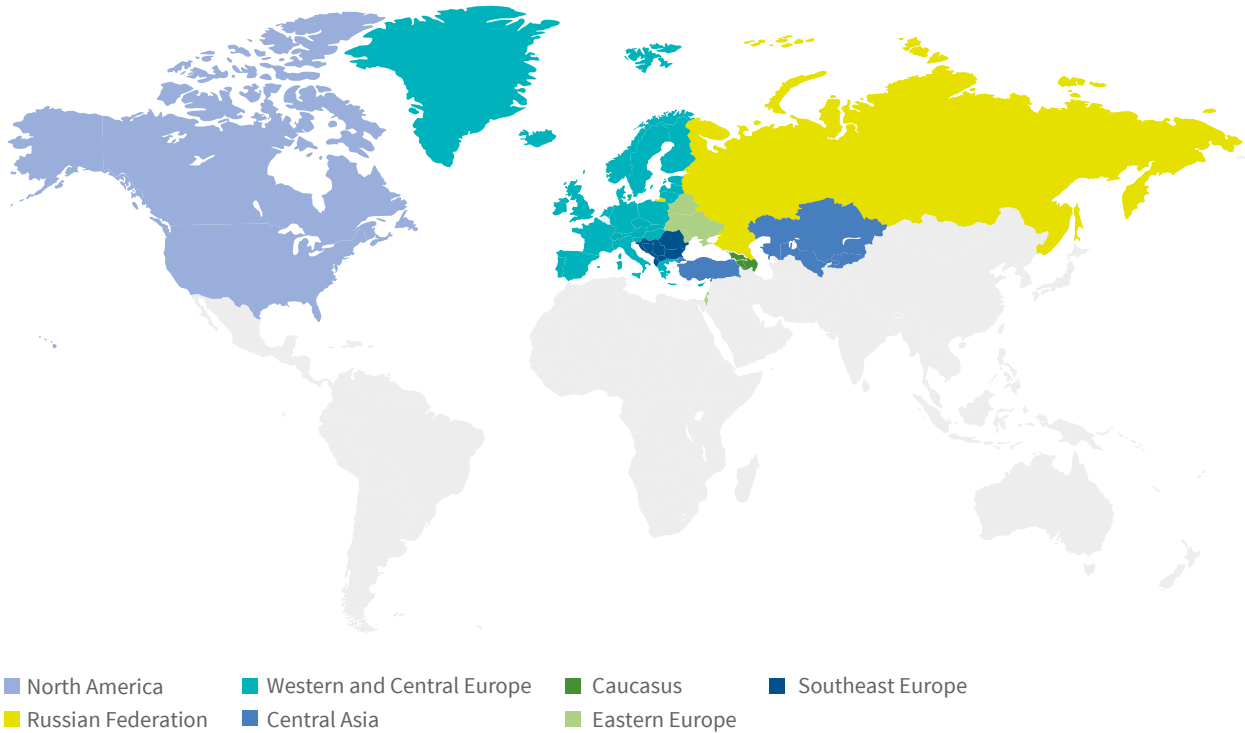 North America
Western and Central Europe
Caucasus
Southeast Europe
Russian Federation
Central Asia
Eastern Europe